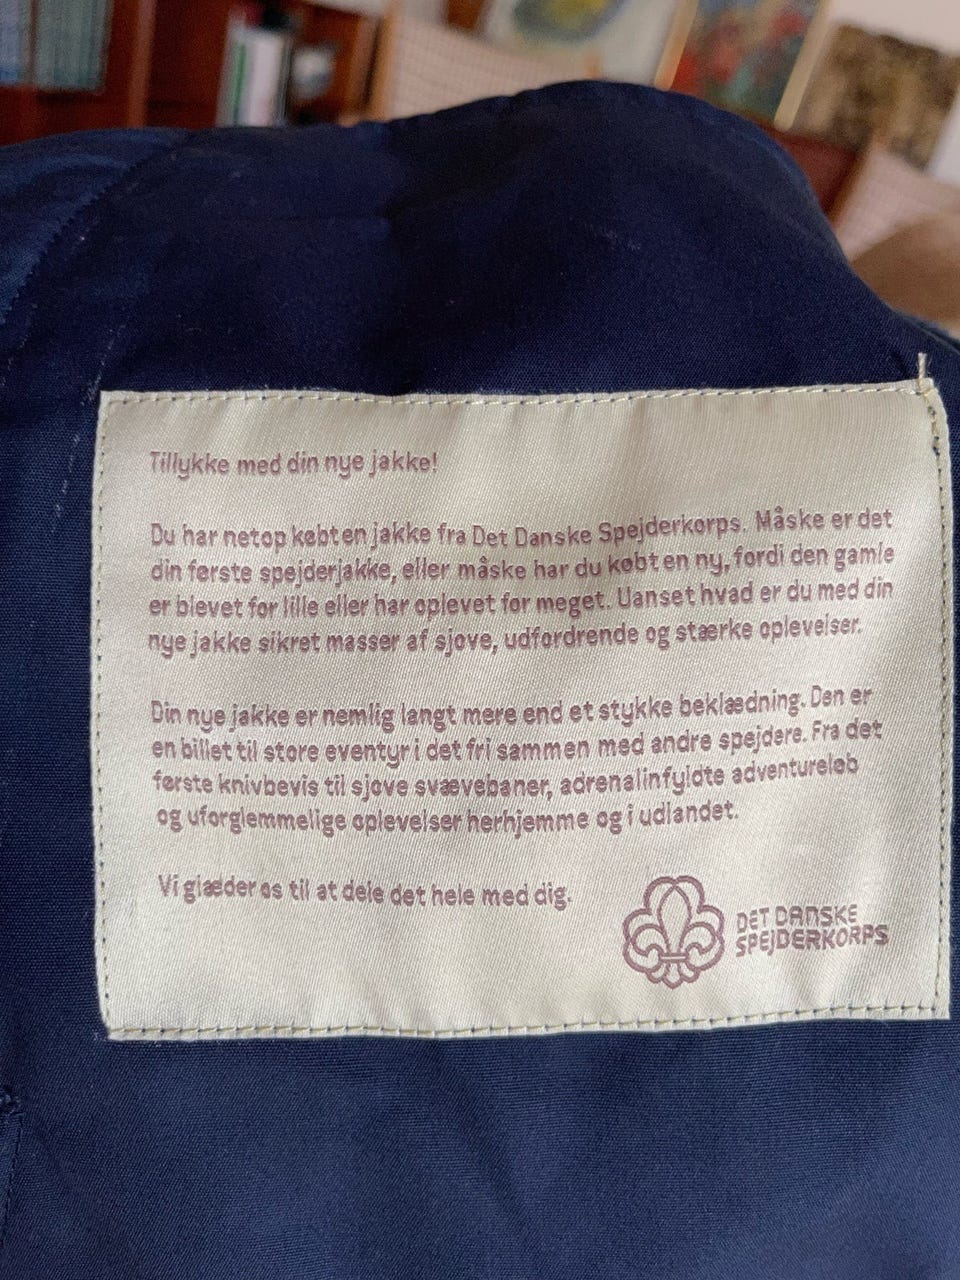 Tillykke med din nye jakke!
Du har netop købt en jakke fra Det Danske Spejderkorps. Måske er det
din første spejderjakke, eller måske har du købt en ny, fordi den gamle
er blevet for lille eller har oplevet for meget. Uanset hvad er du med din
nye jakke sikret masser af sjove, udfordrende og stærke oplevelser.
Din nye jakke er nemlig langt mere end et stykke beklædning. Den er
en billet til store eventyr i det fri sammen med andre spejdere. Fra det
første knivbevis til sjove svævebaner, adrenalinfyldte adventureløb
og uforglemmelige oplevelser herhjemme og i udlandet.
Vi glæder os til at dele det hele med dig.
DET DANSKE
SPEJDERKORPS